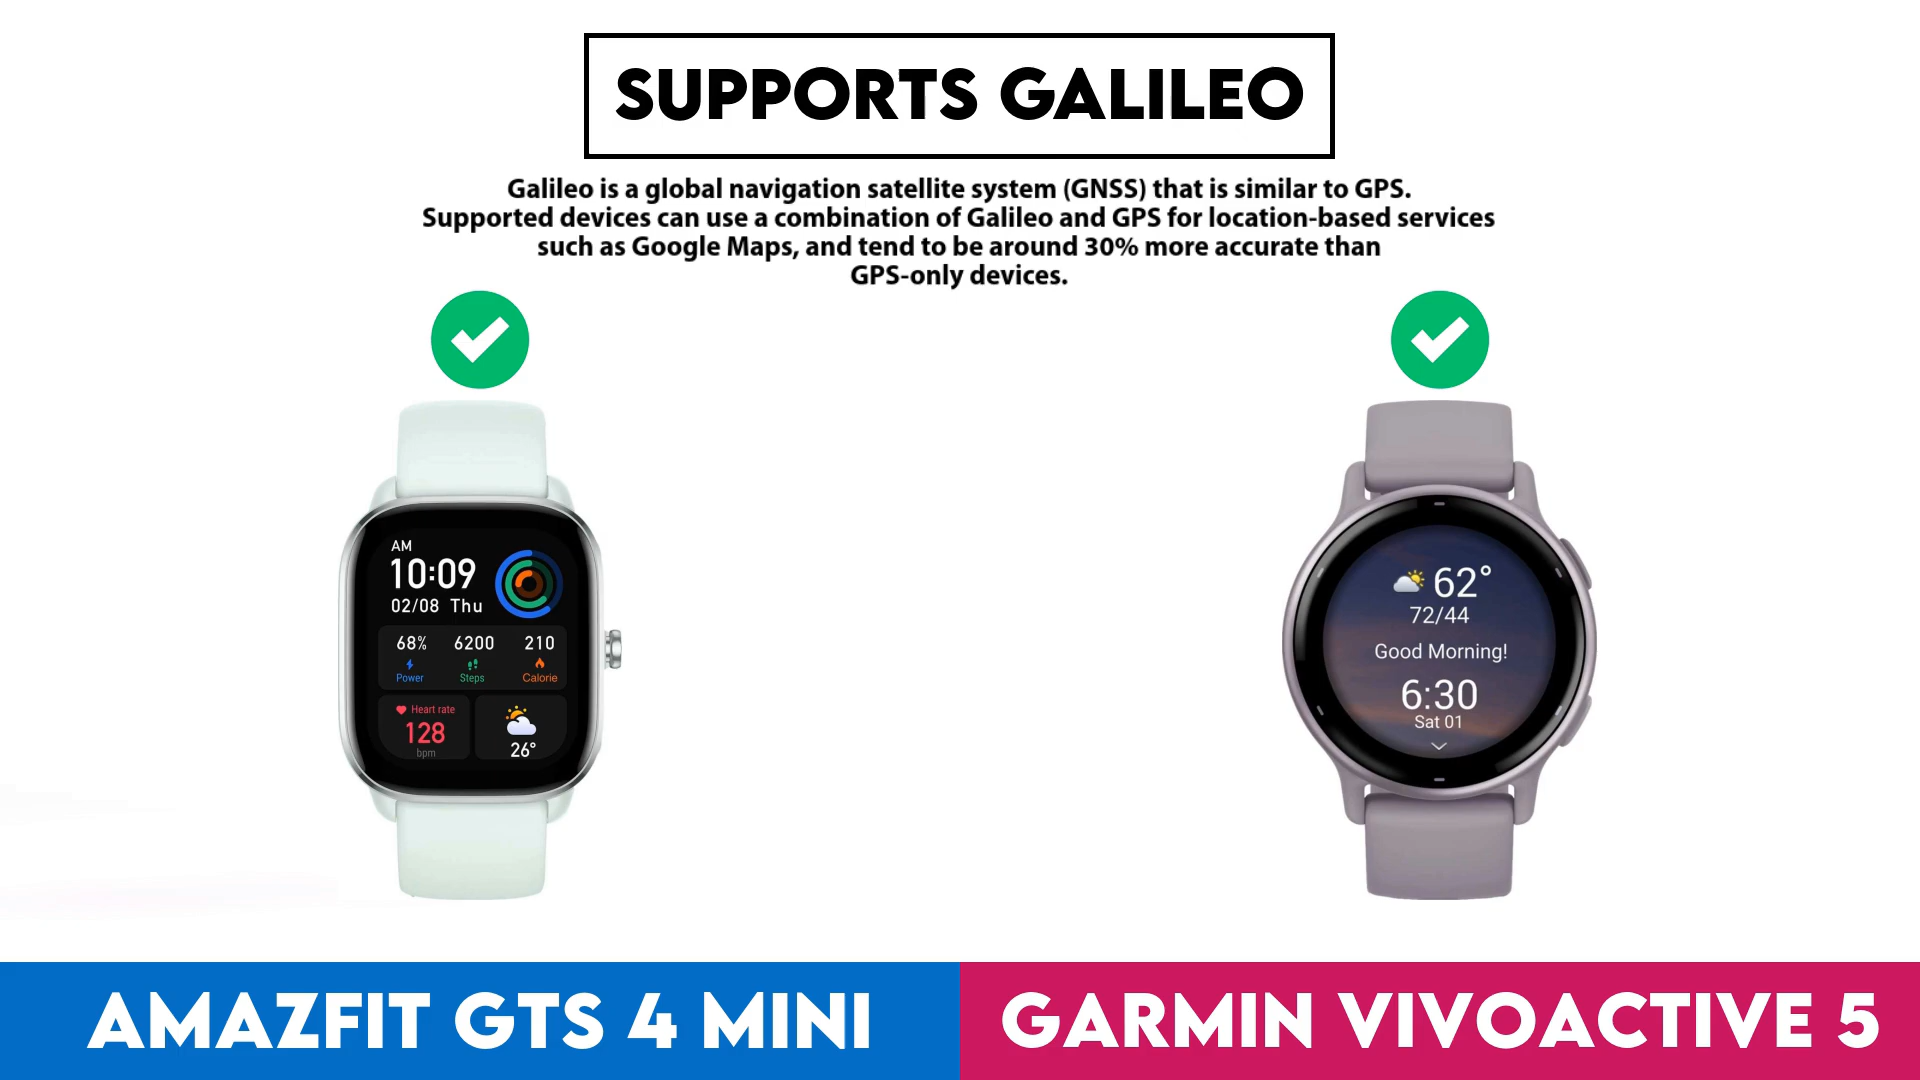 SUPPORTS GALILEO
Galileo is a global navigation satellite system (GNSS) that is similar to GPS.
Supported devices can use a combination of Galileo and GPS for location-based services
such as Google Maps, and tend to be around 30% more accurate than
GPS-only devices.
AM
10:09
02/08 Thu
68% 6200 210
Power Steps Calorie
Heart rate
128
bpm
26°
62°
72/44
Good Morning!
6:30
Sat 01
AMAZFIT GTS 4 MINI
GARMIN VIVOACTIVE 5